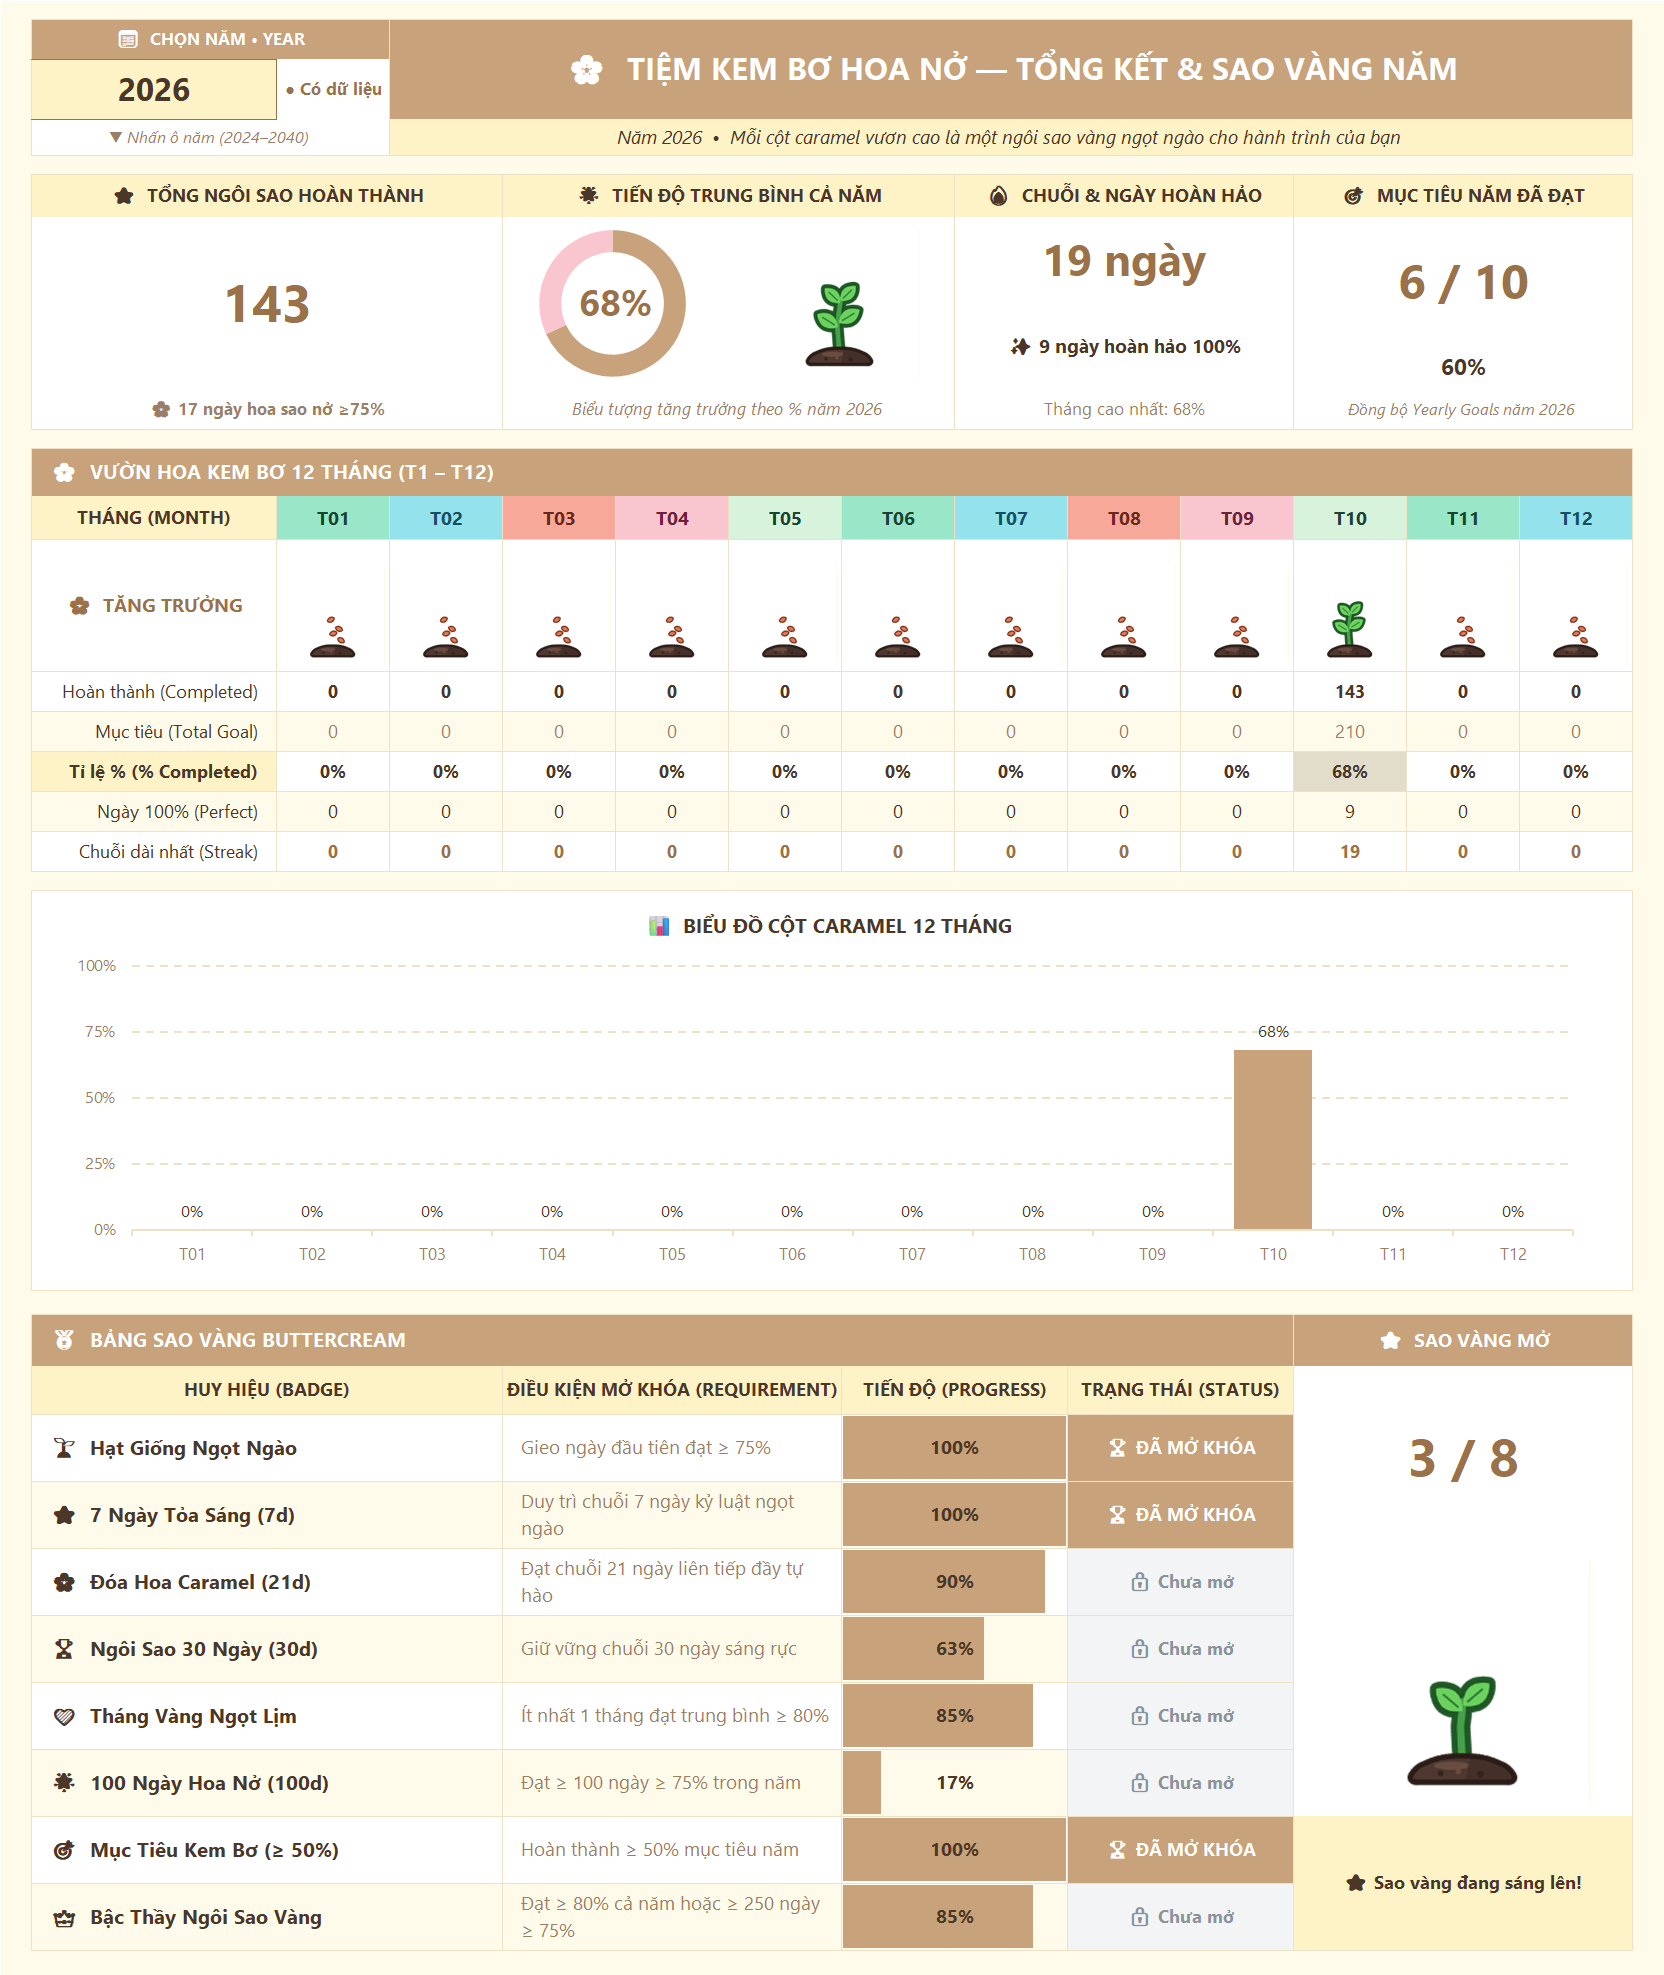 CHỌN NĂM • YEAR
2026
• Có dữ liệu
▼ Nhấn ô năm (2024–2040)
TIỆM KEM BƠ HOA NỞ — TỔNG KẾT & SAO VÀNG NĂM
Năm 2026 • Mỗi cột caramel vươn cao là một ngôi sao vàng ngọt ngào cho hành trình của bạn
TỔNG NGÔI SAO HOÀN THÀNH
143
17 ngày hoa sao nở ≥75%
TIẾN ĐỘ TRUNG BÌNH CẢ NĂM
68%
Biểu tượng tăng trưởng theo % năm 2026
CHUỖI & NGÀY HOÀN HẢO
19 ngày
9 ngày hoàn hảo 100%
Tháng cao nhất: 68%
MỤC TIÊU NĂM ĐÃ ĐẠT
6 / 10
60%
Đồng bộ Yearly Goals năm 2026
VƯỜN HOA KEM BƠ 12 THÁNG (T1 – T12)
THÁNG (MONTH) T01 T02 T03 T04 T05 T06 T07 T08 T09 T10 T11 T12
TĂNG TRƯỞNG
Hoàn thành (Completed) 0 0 0 0 0 0 0 0 0 143 0 0
Mục tiêu (Total Goal) 0 0 0 0 0 0 0 0 0 210 0 0
Tỉ lệ % (% Completed) 0% 0% 0% 0% 0% 0% 0% 0% 0% 68% 0% 0%
Ngày 100% (Perfect) 0 0 0 0 0 0 0 0 0 9 0 0
Chuỗi dài nhất (Streak) 0 0 0 0 0 0 0 0 0 19 0 0
BIỂU ĐỒ CỘT CARAMEL 12 THÁNG
100%
75%
68%
50%
25%
0% 0% 0% 0% 0% 0% 0% 0% 0% 0% 0%
0%
T01 T02 T03 T04 T05 T06 T07 T08 T09 T10 T11 T12
BẢNG SAO VÀNG BUTTERCREAM
SAO VÀNG MỞ
HUY HIỆU (BADGE) ĐIỀU KIỆN MỞ KHÓA (REQUIREMENT) TIẾN ĐỘ (PROGRESS) TRẠNG THÁI (STATUS)
Hạt Giống Ngọt Ngào
Gieo ngày đầu tiên đạt ≥ 75%
100%
ĐÃ MỞ KHÓA
7 Ngày Tỏa Sáng (7d)
Duy trì chuỗi 7 ngày kỷ luật ngọt
ngào
100%
ĐÃ MỞ KHÓA
Đóa Hoa Caramel (21d)
Đạt chuỗi 21 ngày liên tiếp đầy tự
hào
90%
Chưa mở
Ngôi Sao 30 Ngày (30d)
Giữ vững chuỗi 30 ngày sáng rực
63%
Chưa mở
Tháng Vàng Ngọt Lịm
Ít nhất 1 tháng đạt trung bình ≥ 80%
85%
Chưa mở
100 Ngày Hoa Nở (100d)
Đạt ≥ 100 ngày ≥ 75% trong năm
17%
Chưa mở
Mục Tiêu Kem Bơ (≥ 50%)
Hoàn thành ≥ 50% mục tiêu năm
100%
ĐÃ MỞ KHÓA
Bậc Thầy Ngôi Sao Vàng
Đạt ≥ 80% cả năm hoặc ≥ 250 ngày
≥ 75%
85%
Chưa mở
3 / 8
Sao vàng đang sáng lên!